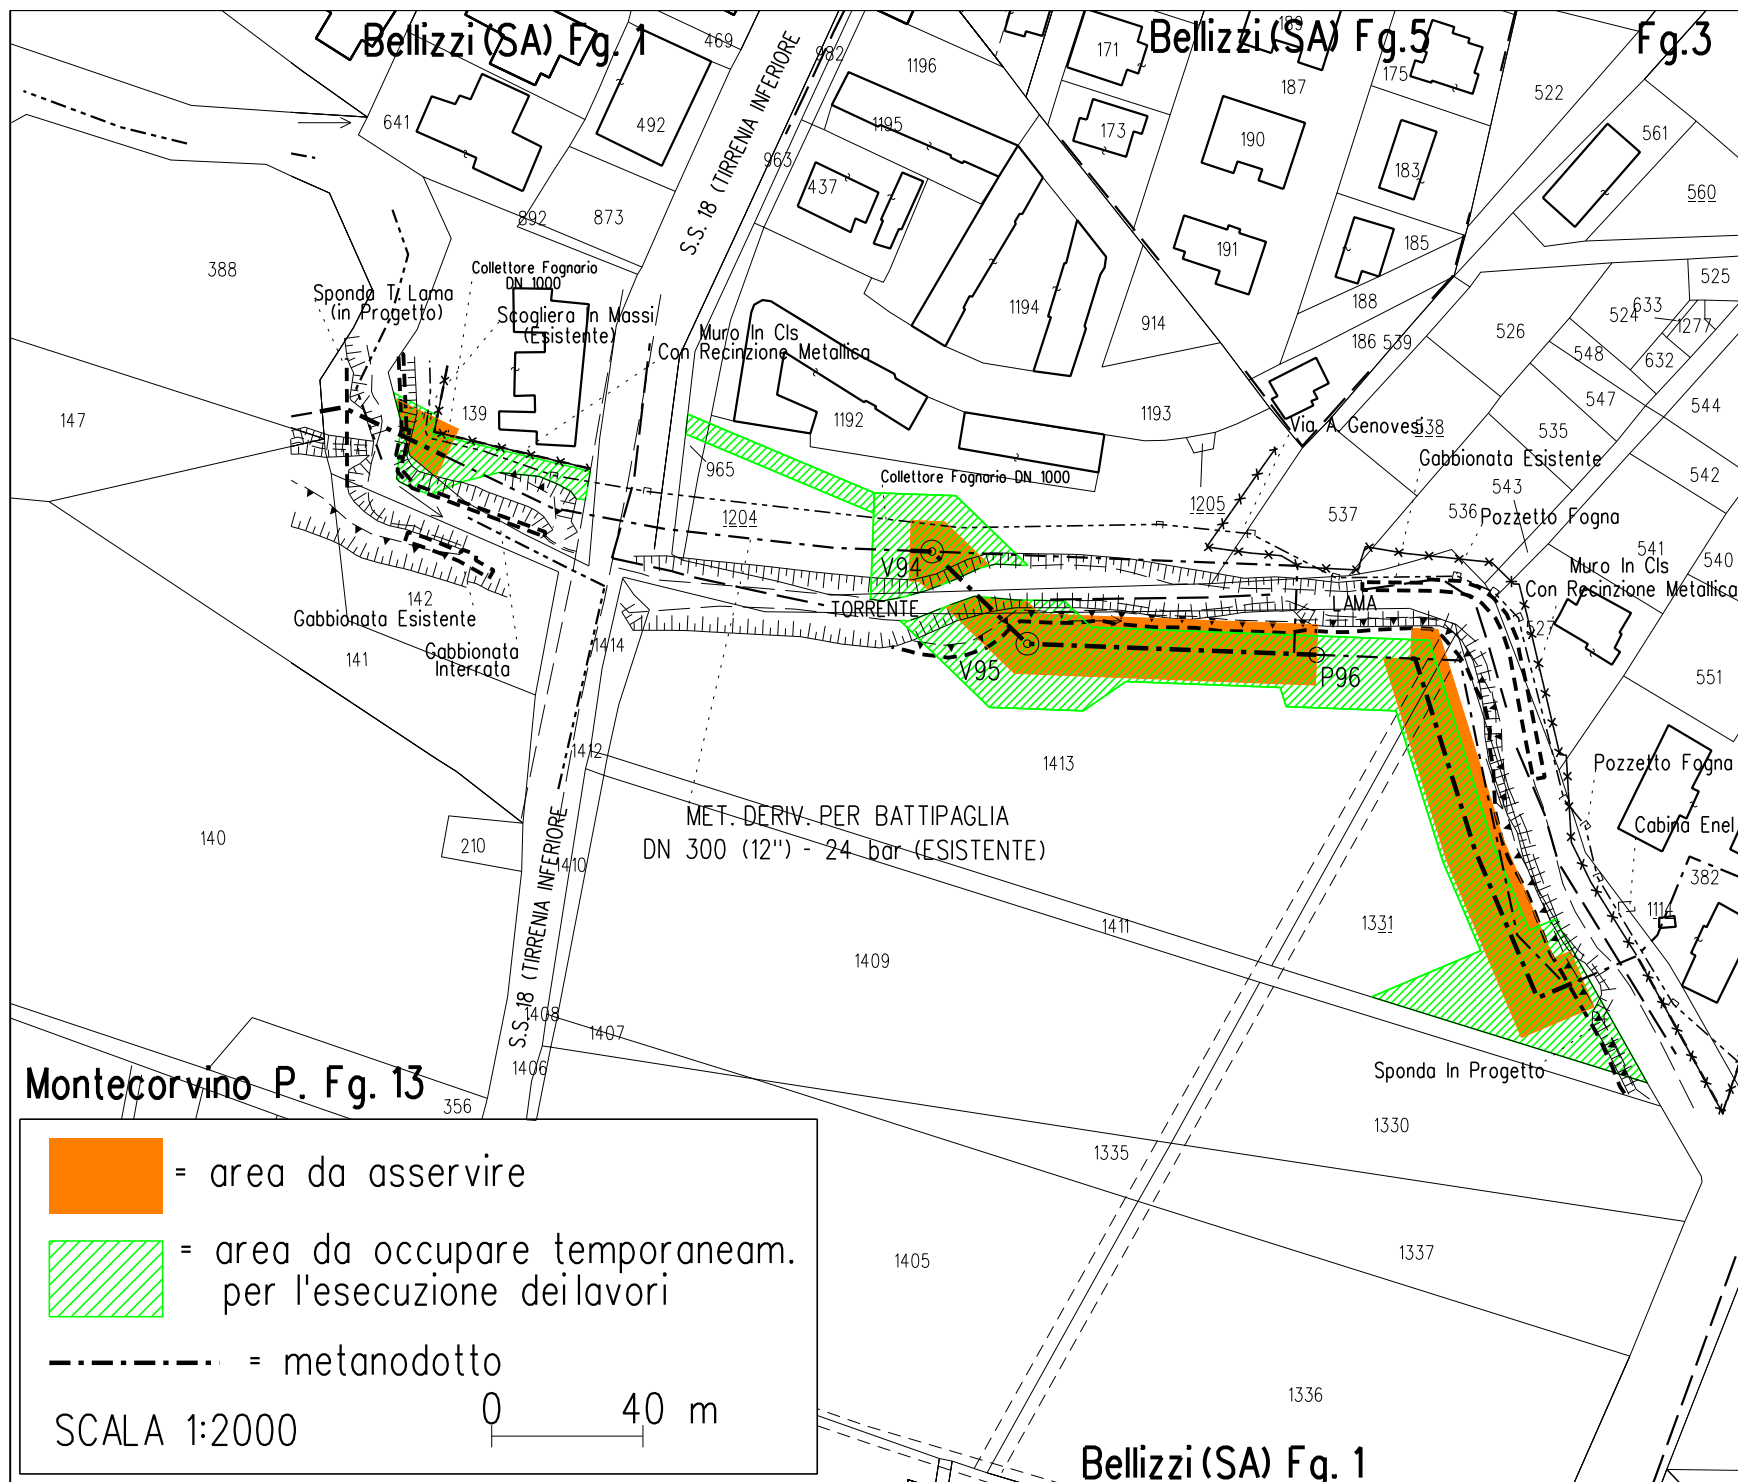 Bellizzi (SA) Fg. 1
Bellizzi (SA) Fg.5
Fg.3
469
982
1196
171
189
187
175
522
641
492
1195
963
173
190
183
561
560
437
892
873
S.S. 18 (TIRRENIA INFERIORE
191
185
388
Collettore Fognario
DN 1000
Sponda T. Lama
(in Progetto)
Scogliera In Massi
(Esistente)
Muro In Cls
Con Recinzione Metallica
1194
914
188
186
539
526
524
633
525
1277
548
632
547
544
147
139
1192
1193
Via A. Genovesi
538
535
Gabbionata Esistente
542
965
Collettore Fognario DN 1000
1204
1205
537
543
536
Pozzetto Fogna
541
540
Muro In Cls
Con Recinzione Metallica
V94
TORRENTE
LAMA
142
Gabbionata Esistente
527
141
Gabbionata
Interrata
1414
V95
P96
551
1412
1413
Pozzetto Fogna
MET. DERIV. PER BATTIPAGLIA
DN 300 (12") - 24 bar (ESISTENTE)
Cabina Enel
140
210
1410
S.S. 18 (TIRRENIA INFERIORE
382
1114
1411
1331
1409
1408
1407
1406
Sponda In Progetto
Montecorvino P. Fg. 13
356
1330
1335
= area da asservire
= area da occupare temporaneam.
per l'esecuzione dei lavori
1405
1337
= metanodotto
SCALA 1:2000
0
40 m
1336
Bellizzi (SA) Fg. 1